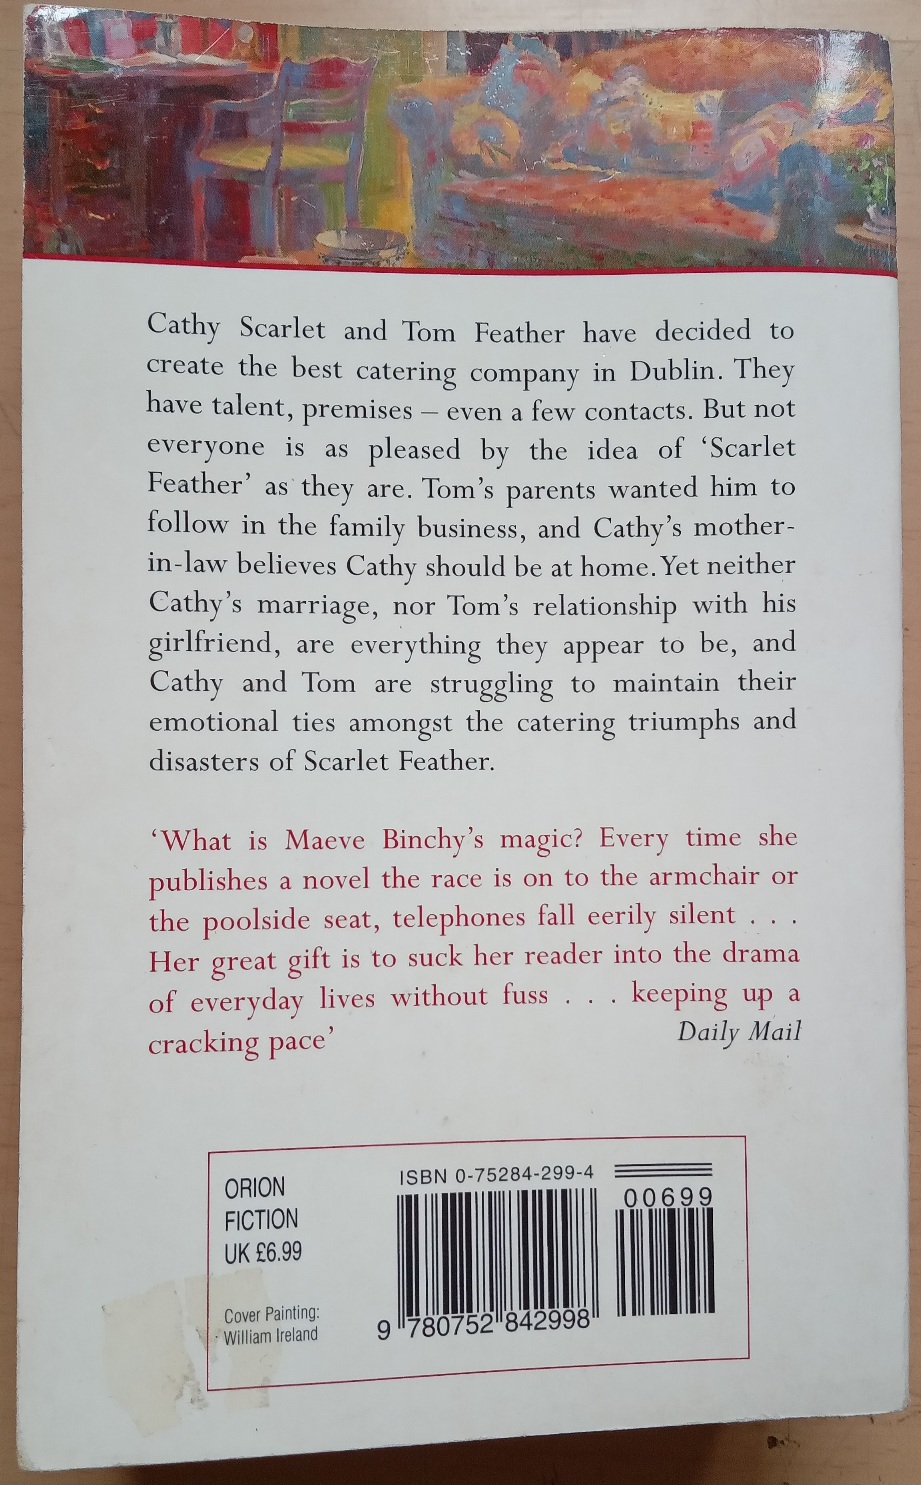 Cathy Scarlet and Tom Feather have decided to
create the best catering company in Dublin. They
have talent, premises – even a few contacts. But not
everyone is as pleased by the idea of ‘Scarlet
Feather’ as they are. Tom’s parents wanted him to
follow in the family business, and Cathy’s mother-
in-law believes Cathy should be at home. Yet neither
Cathy’s marriage, nor Tom’s relationship with his
girlfriend, are everything they appear to be, and
Cathy and Tom are struggling to maintain their
emotional ties amongst the catering triumphs and
disasters of Scarlet Feather.
‘What is Maeve Binchy’s magic? Every time she
publishes a novel the race is on to the armchair or
the poolside seat, telephones fall eerily silent . . .
Her great gift is to suck her reader into the drama
of everyday lives without fuss . . . keeping up a
cracking pace’ Daily Mail
ORION
FICTION
UK £6.99
Cover Painting:
William Ireland
ISBN 0-75284-299-4
00699
9 780752 842998